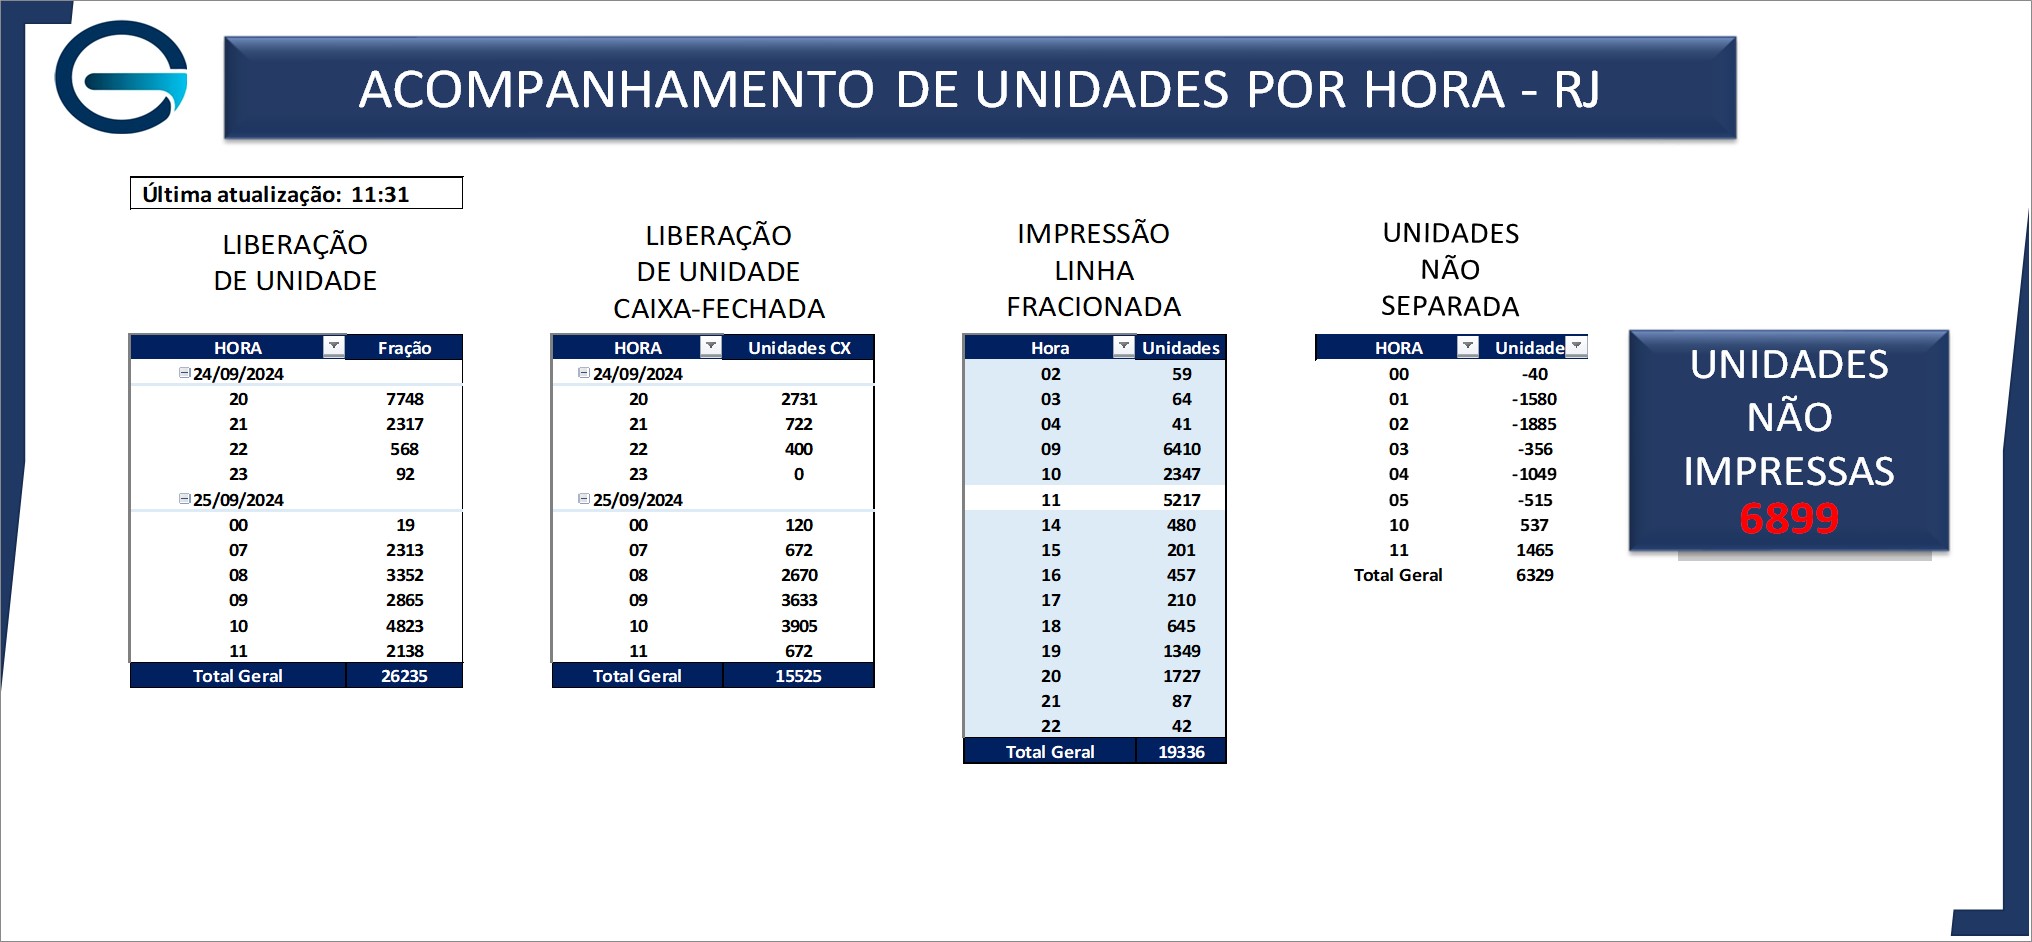 ACOMPANHAMENTO DE UNIDADES POR HORA - RJ
Última atualização: 11:31
LIBERAÇÃO
DE UNIDADE
HORA Fração
24/09/2024
20 7748
21 2317
22 568
23 92
25/09/2024
00 19
07 2313
08 3352
09 2865
10 4823
11 2138
Total Geral 26235
LIBERAÇÃO
DE UNIDADE
CAIXA-FECHADA
HORA Unidades CX
24/09/2024
20 2731
21 722
22 400
23 0
25/09/2024
00 120
07 672
08 2670
09 3633
10 3905
11 672
Total Geral 15525
IMPRESSÃO
LINHA
FRACIONADA
Hora Unidades
02 59
03 64
04 41
09 6410
10 2347
11 5217
14 480
15 201
16 457
17 210
18 645
19 1349
20 1727
21 87
22 42
Total Geral 19336
UNIDADES
NÃO
SEPARADA
HORA Unidade
00 -40
01 -1580
02 -1885
03 -356
04 -1049
05 -515
10 537
11 1465
Total Geral 6329
UNIDADES
NÃO
IMPRESSAS
6899